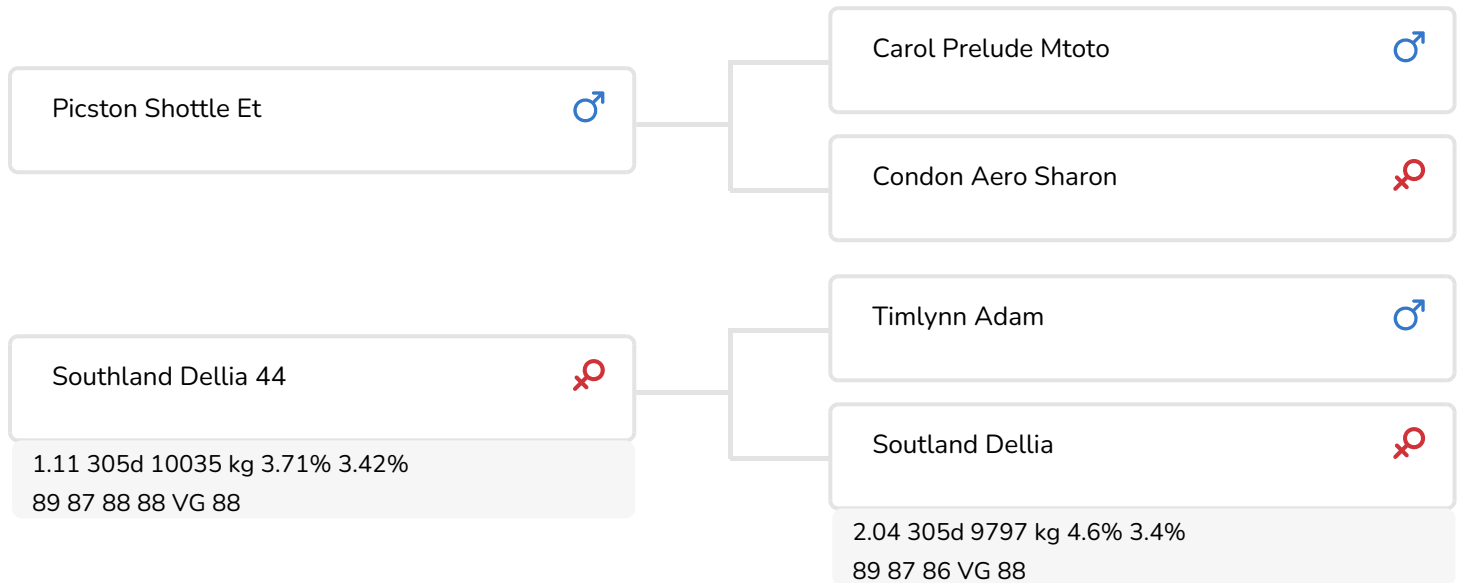 Carol Prelude Mtoto
Picston Shottle Et
Condon Aero Sharon
Timlynn Adam
Southland Dellia 44
1.11 305d 10035 kg 3.71% 3.42%
89 87 88 88 VG 88
Soutland Dellia
2.04 305d 9797 kg 4.6% 3.4%
89 87 86 VG 88